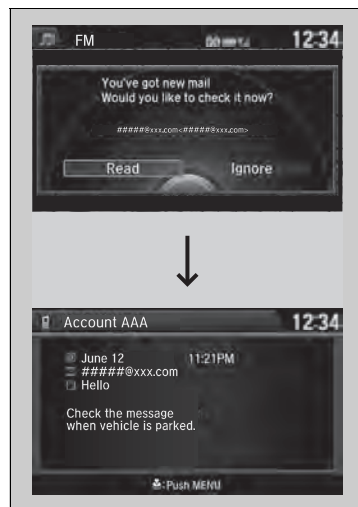 FM 12:34
You've got new mail
Would you like to check it now?
#####@xxx.com<#####@xxx.com>
Read Ignore
Account AAA 12:34
June 12 11:21PM
#####@xxx.com
Hello
Check the message
when vehicle is parked.
:Push MENU